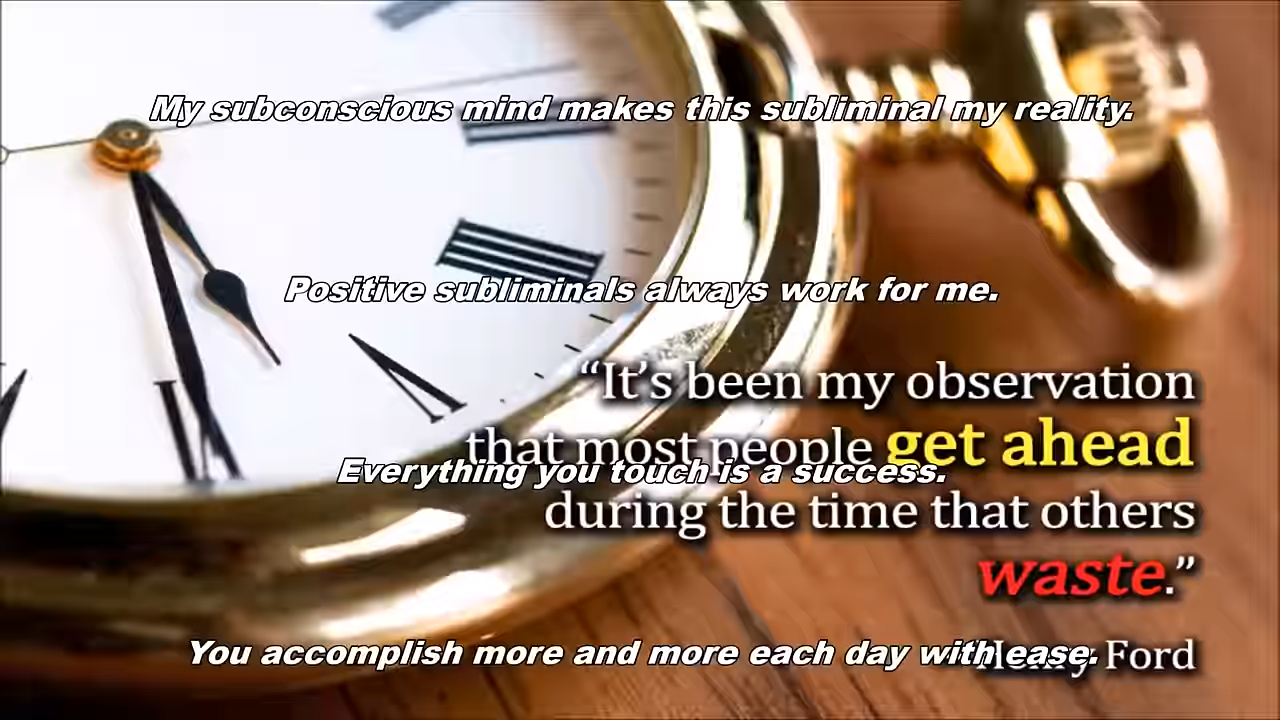 My subconscious mind makes this subliminal my reality.
Positive subliminals always work for me.
“It’s been my observation
that most people get ahead
Everything you touch is a success.
during the time that others
waste.”
You accomplish more and more each day with ease.
Henry Ford